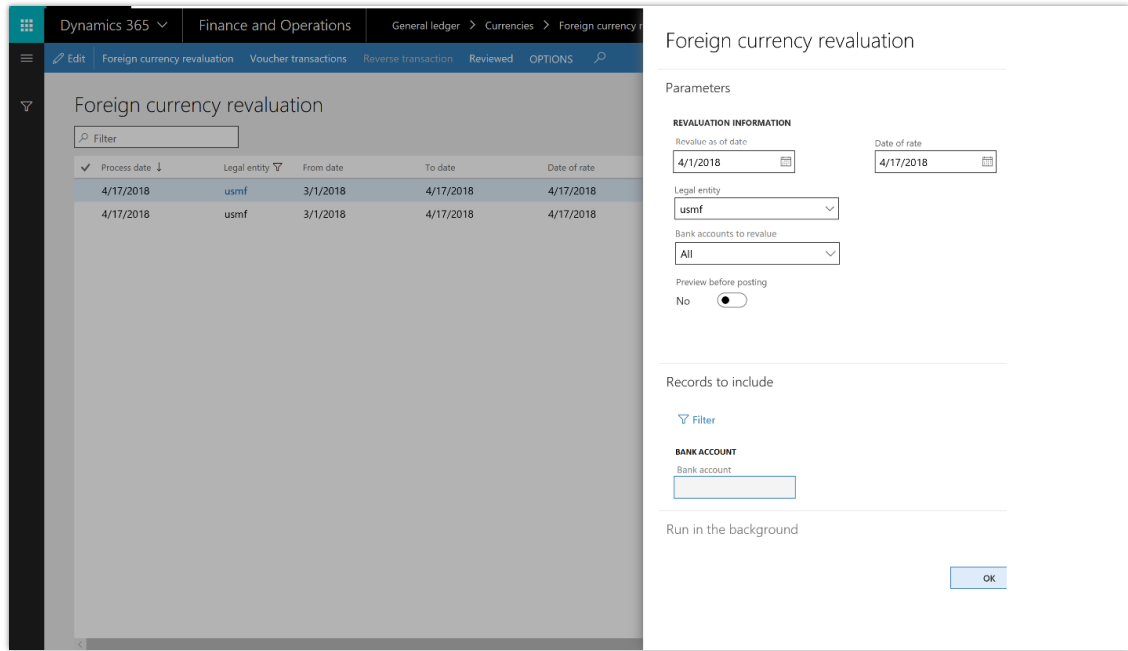 Dynamics 365 Finance and Operations General ledger > Currencies > Foreign currency r
Edit Foreign currency revaluation Voucher transactions Reverse transaction Reviewed OPTIONS
Foreign currency revaluation
Filter
Process date Legal entity From date To date Date of rate
4/17/2018 usmf 3/1/2018 4/17/2018 4/17/2018
4/17/2018 usmf 3/1/2018 4/17/2018 4/17/2018
Foreign currency revaluation
Parameters
REVALUATION INFORMATION
Revalue as of date Date of rate
4/1/2018 4/17/2018
Legal entity
usmf
Bank accounts to revalue
All
Preview before posting
No
Records to include
Filter
BANK ACCOUNT
Bank account
Run in the background
OK